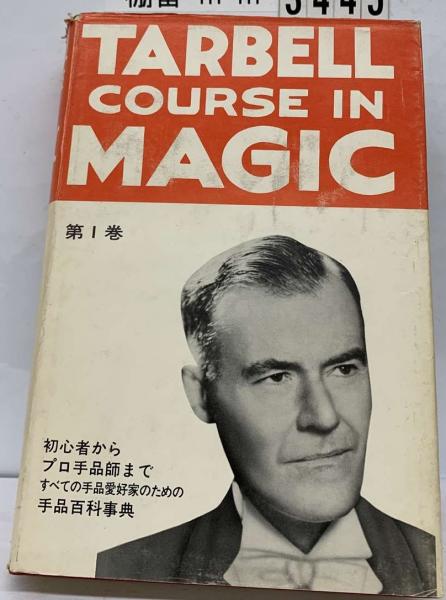 3445
TARBELL
COURSE IN
MAGIC
第1巻
初心者から
プロ手品師まで
すべての手品愛好家のための
手品百科事典